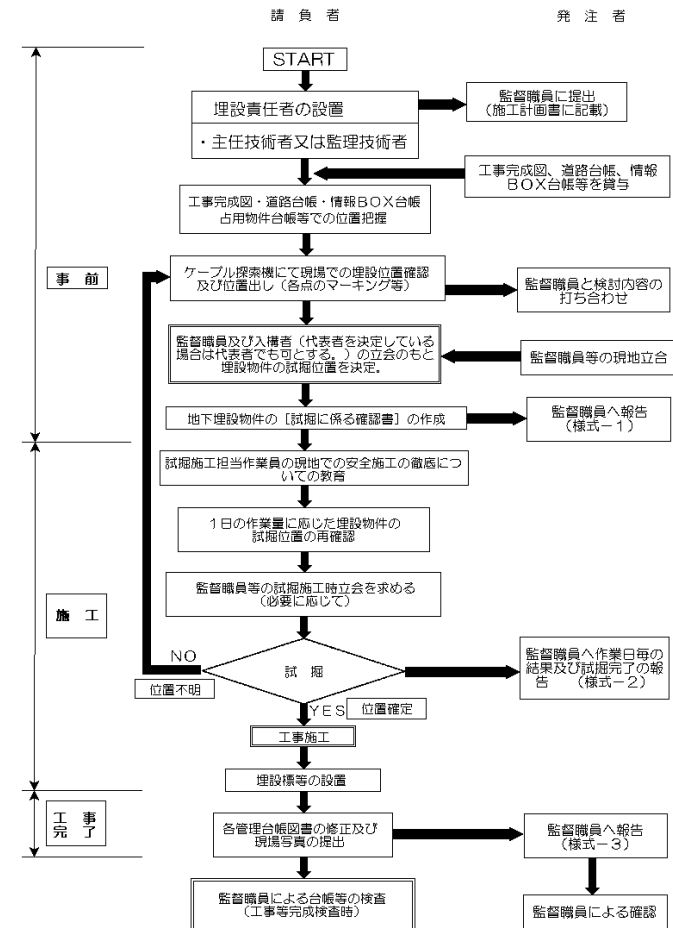 請負者
発注者
START
埋設責任者の設置
・主任技術者又は監理技術者
監督職員に提出
（施工計画書に記載）
工事完成図、道路台帳、情報
ＢＯＸ台帳等を貸与
工事完成図・道路台帳・情報ＢＯＸ台帳
占用物件台帳等での位置把握
事前
ケーブル探索機にて現場での埋設位置確認
及び位置出し（各点のマーキング等）
監督職員と検討内容の
打ち合わせ
監督職員及び入構者（代表者を決定している
場合は代表者でも可とする。）の立会のもと
埋設物件の試掘位置を決定。
監督職員等の現地立合
地下埋設物件の［試掘に係る確認書］の作成
監督職員へ報告
（様式－１）
試掘施工担当作業員の現地での安全施工の徹底につ
いての教育
１日の作業量に応じた埋設物件の
試掘位置の再確認
施工
監督職員等の試掘施工時立会を求める
（必要に応じて）
NO
試掘
監督職員へ作業日毎の
結果及び試掘完了の報
告　（様式－２）
位置不明
YES
位置確定
工事施工
埋設標等の設置
工事
完了
各管理台帳図書の修正及び
現場写真の提出
監督職員へ報告
（様式－３）
監督職員による台帳等の検査
（工事等完成検査時）
監督職員による確認